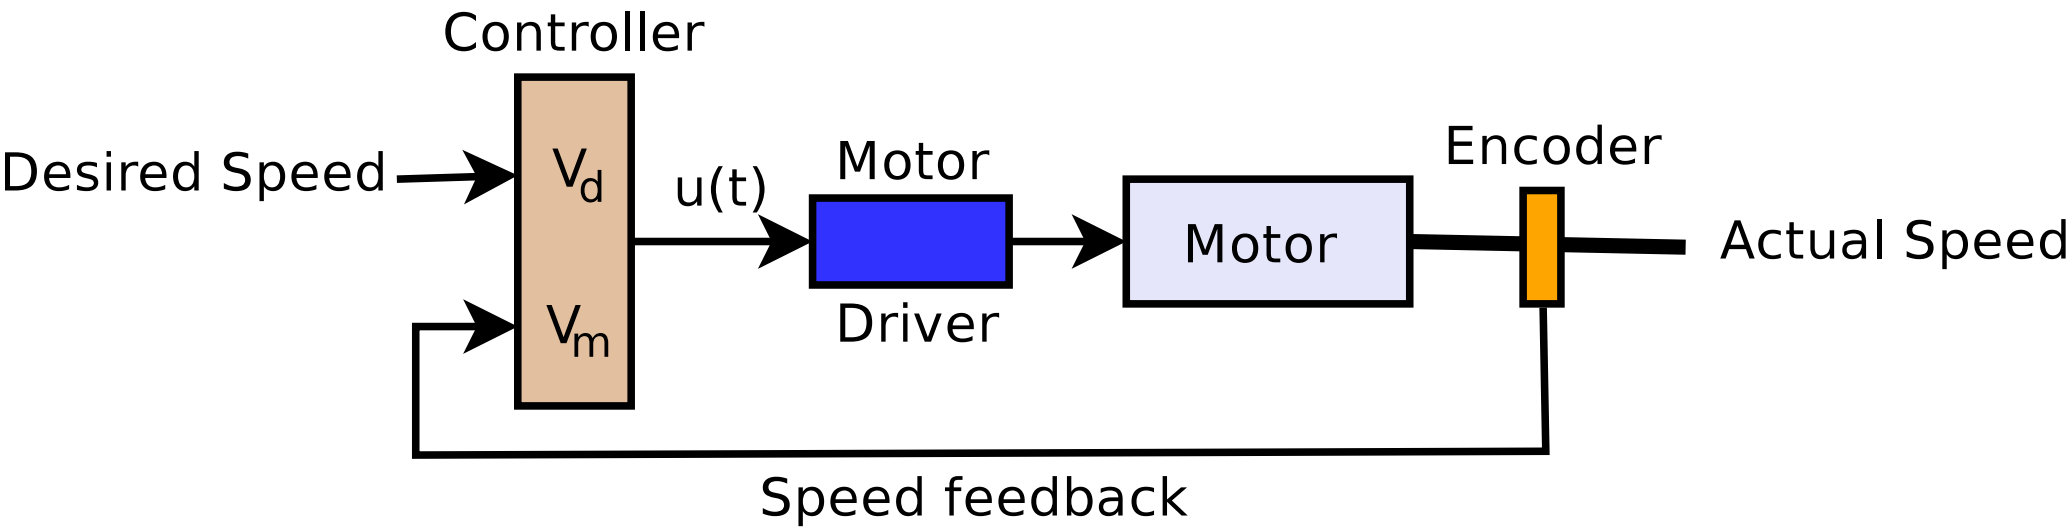 Controller
Desired Speed
Vd
Vm
u(t)
Motor
Driver
Motor
Encoder
Actual Speed
Speed feedback